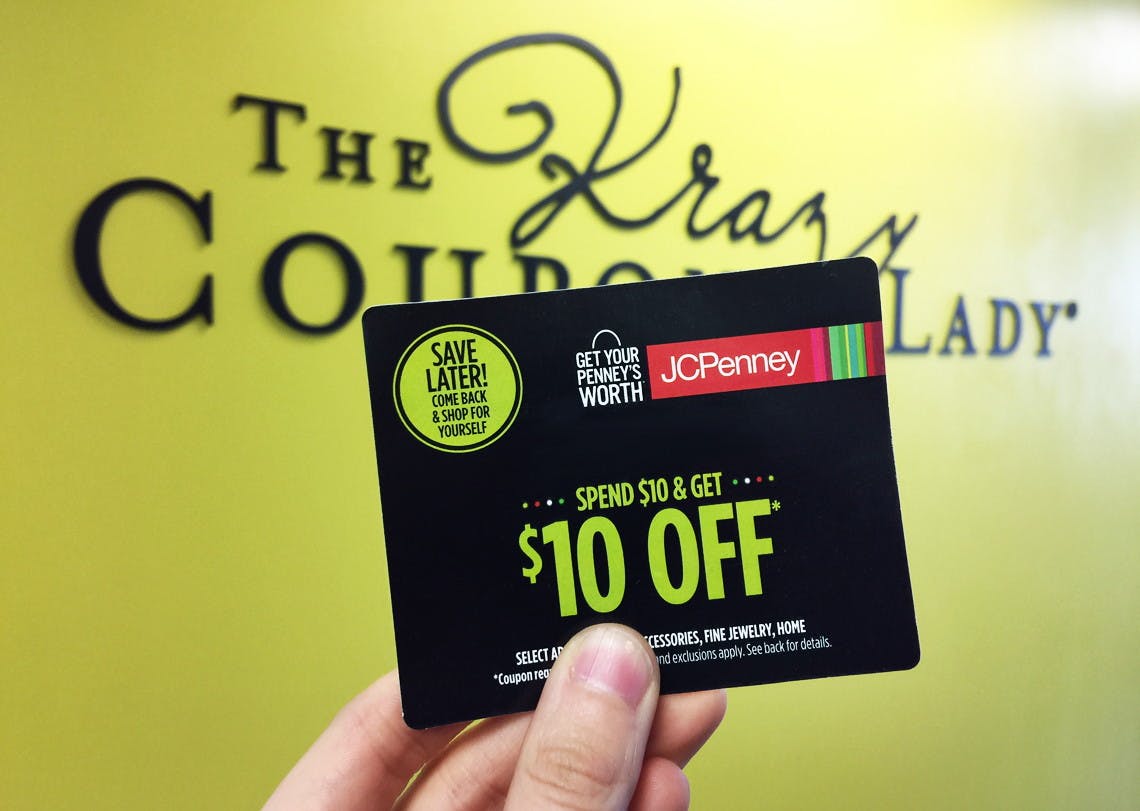 THE Krazy
LADY®
SAVE
LATER!
COME BACK
& SHOP FOR
YOURSELF
GET YOUR
PENNEY'S
WORTH
JCPenney
SPEND $10 & GET
$10 OFF*
SELECT ACCESSORIES, FINE JEWELRY, HOME
*Coupon and exclusions apply. See back for details.